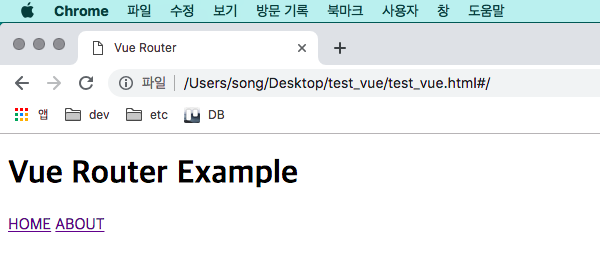 Chrome 파일 수정 보기 방문 기록 북마크 사용자 창 도움말
Vue Router
파일 /Users/song/Desktop/test_vue/test_vue.html#/
앱 dev etc DB
Vue Router Example
HOME ABOUT